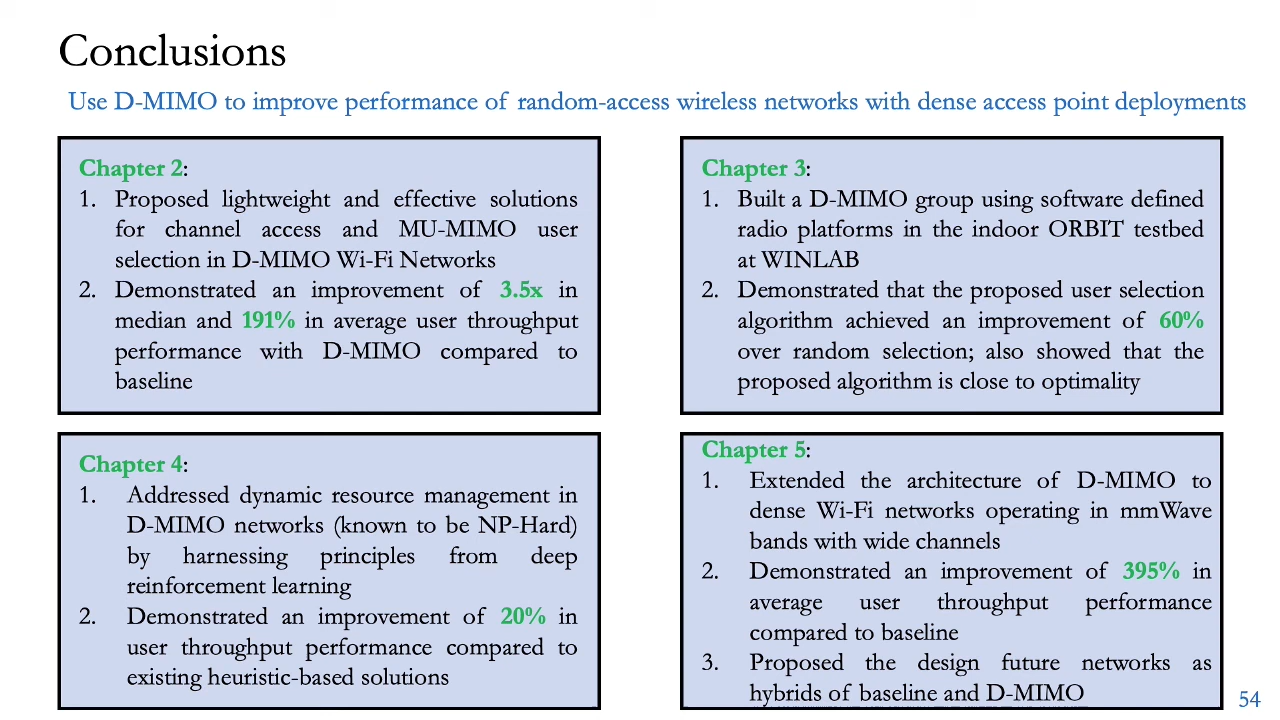 Conclusions
Use D-MIMO to improve performance of random-access wireless networks with dense access point deployments
Chapter 2:
1. Proposed lightweight and effective solutions
for channel access and MU-MIMO user
selection in D-MIMO Wi-Fi Networks
2. Demonstrated an improvement of 3.5x in
median and 191% in average user throughput
performance with D-MIMO compared to
baseline
Chapter 3:
1. Built a D-MIMO group using software defined
radio platforms in the indoor ORBIT testbed
at WINLAB
2. Demonstrated that the proposed user selection
algorithm achieved an improvement of 60%
over random selection; also showed that the
proposed algorithm is close to optimality
Chapter 4:
1. Addressed dynamic resource management in
D-MIMO networks (known to be NP-Hard)
by harnessing principles from deep
reinforcement learning
2. Demonstrated an improvement of 20% in
user throughput performance compared to
existing heuristic-based solutions
Chapter 5:
1. Extended the architecture of D-MIMO to
dense Wi-Fi networks operating in mmWave
bands with wide channels
2. Demonstrated an improvement of 395% in
average user throughput performance
compared to baseline
3. Proposed the design future networks as
hybrids of baseline and D-MIMO
54